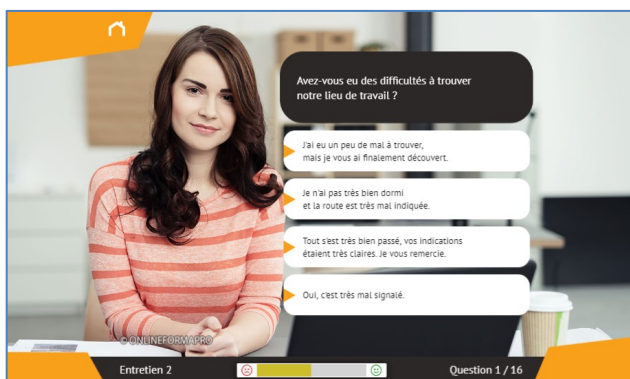 Avez-vous eu des difficultés à trouver
notre lieu de travail ?
J'ai eu un peu de mal à trouver,
mais je vous ai finalement découvert.
Je n'ai pas très bien dormi
et la route est très mal indiquée.
Tout s'est très bien passé, vos indications
étaient très claires. Je vous remercie.
Oui, c'est très mal signalé.
© ONLINEFORMAPRO
Entretien 2
Question 1 / 16